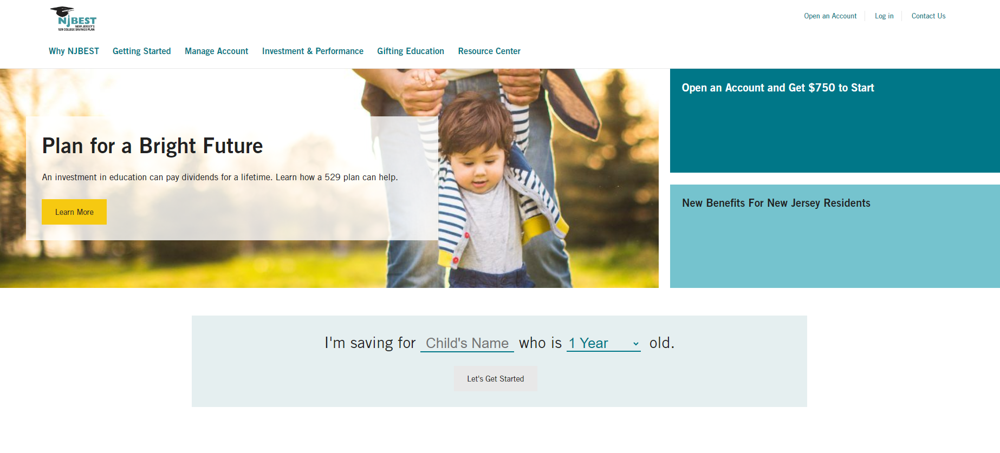 NJBEST
NEW JERSEY'S
529 COLLEGE SAVINGS PLAN
Open an Account
Log in
Contact Us
Why NJBEST
Getting Started
Manage Account
Investment & Performance
Gifting Education
Resource Center
Plan for a Bright Future
An investment in education can pay dividends for a lifetime. Learn how a 529 plan can help.
Learn More
Open an Account and Get $750 to Start
New Benefits For New Jersey Residents
I'm saving for Child's Name who is 1 Year old.
Let's Get Started